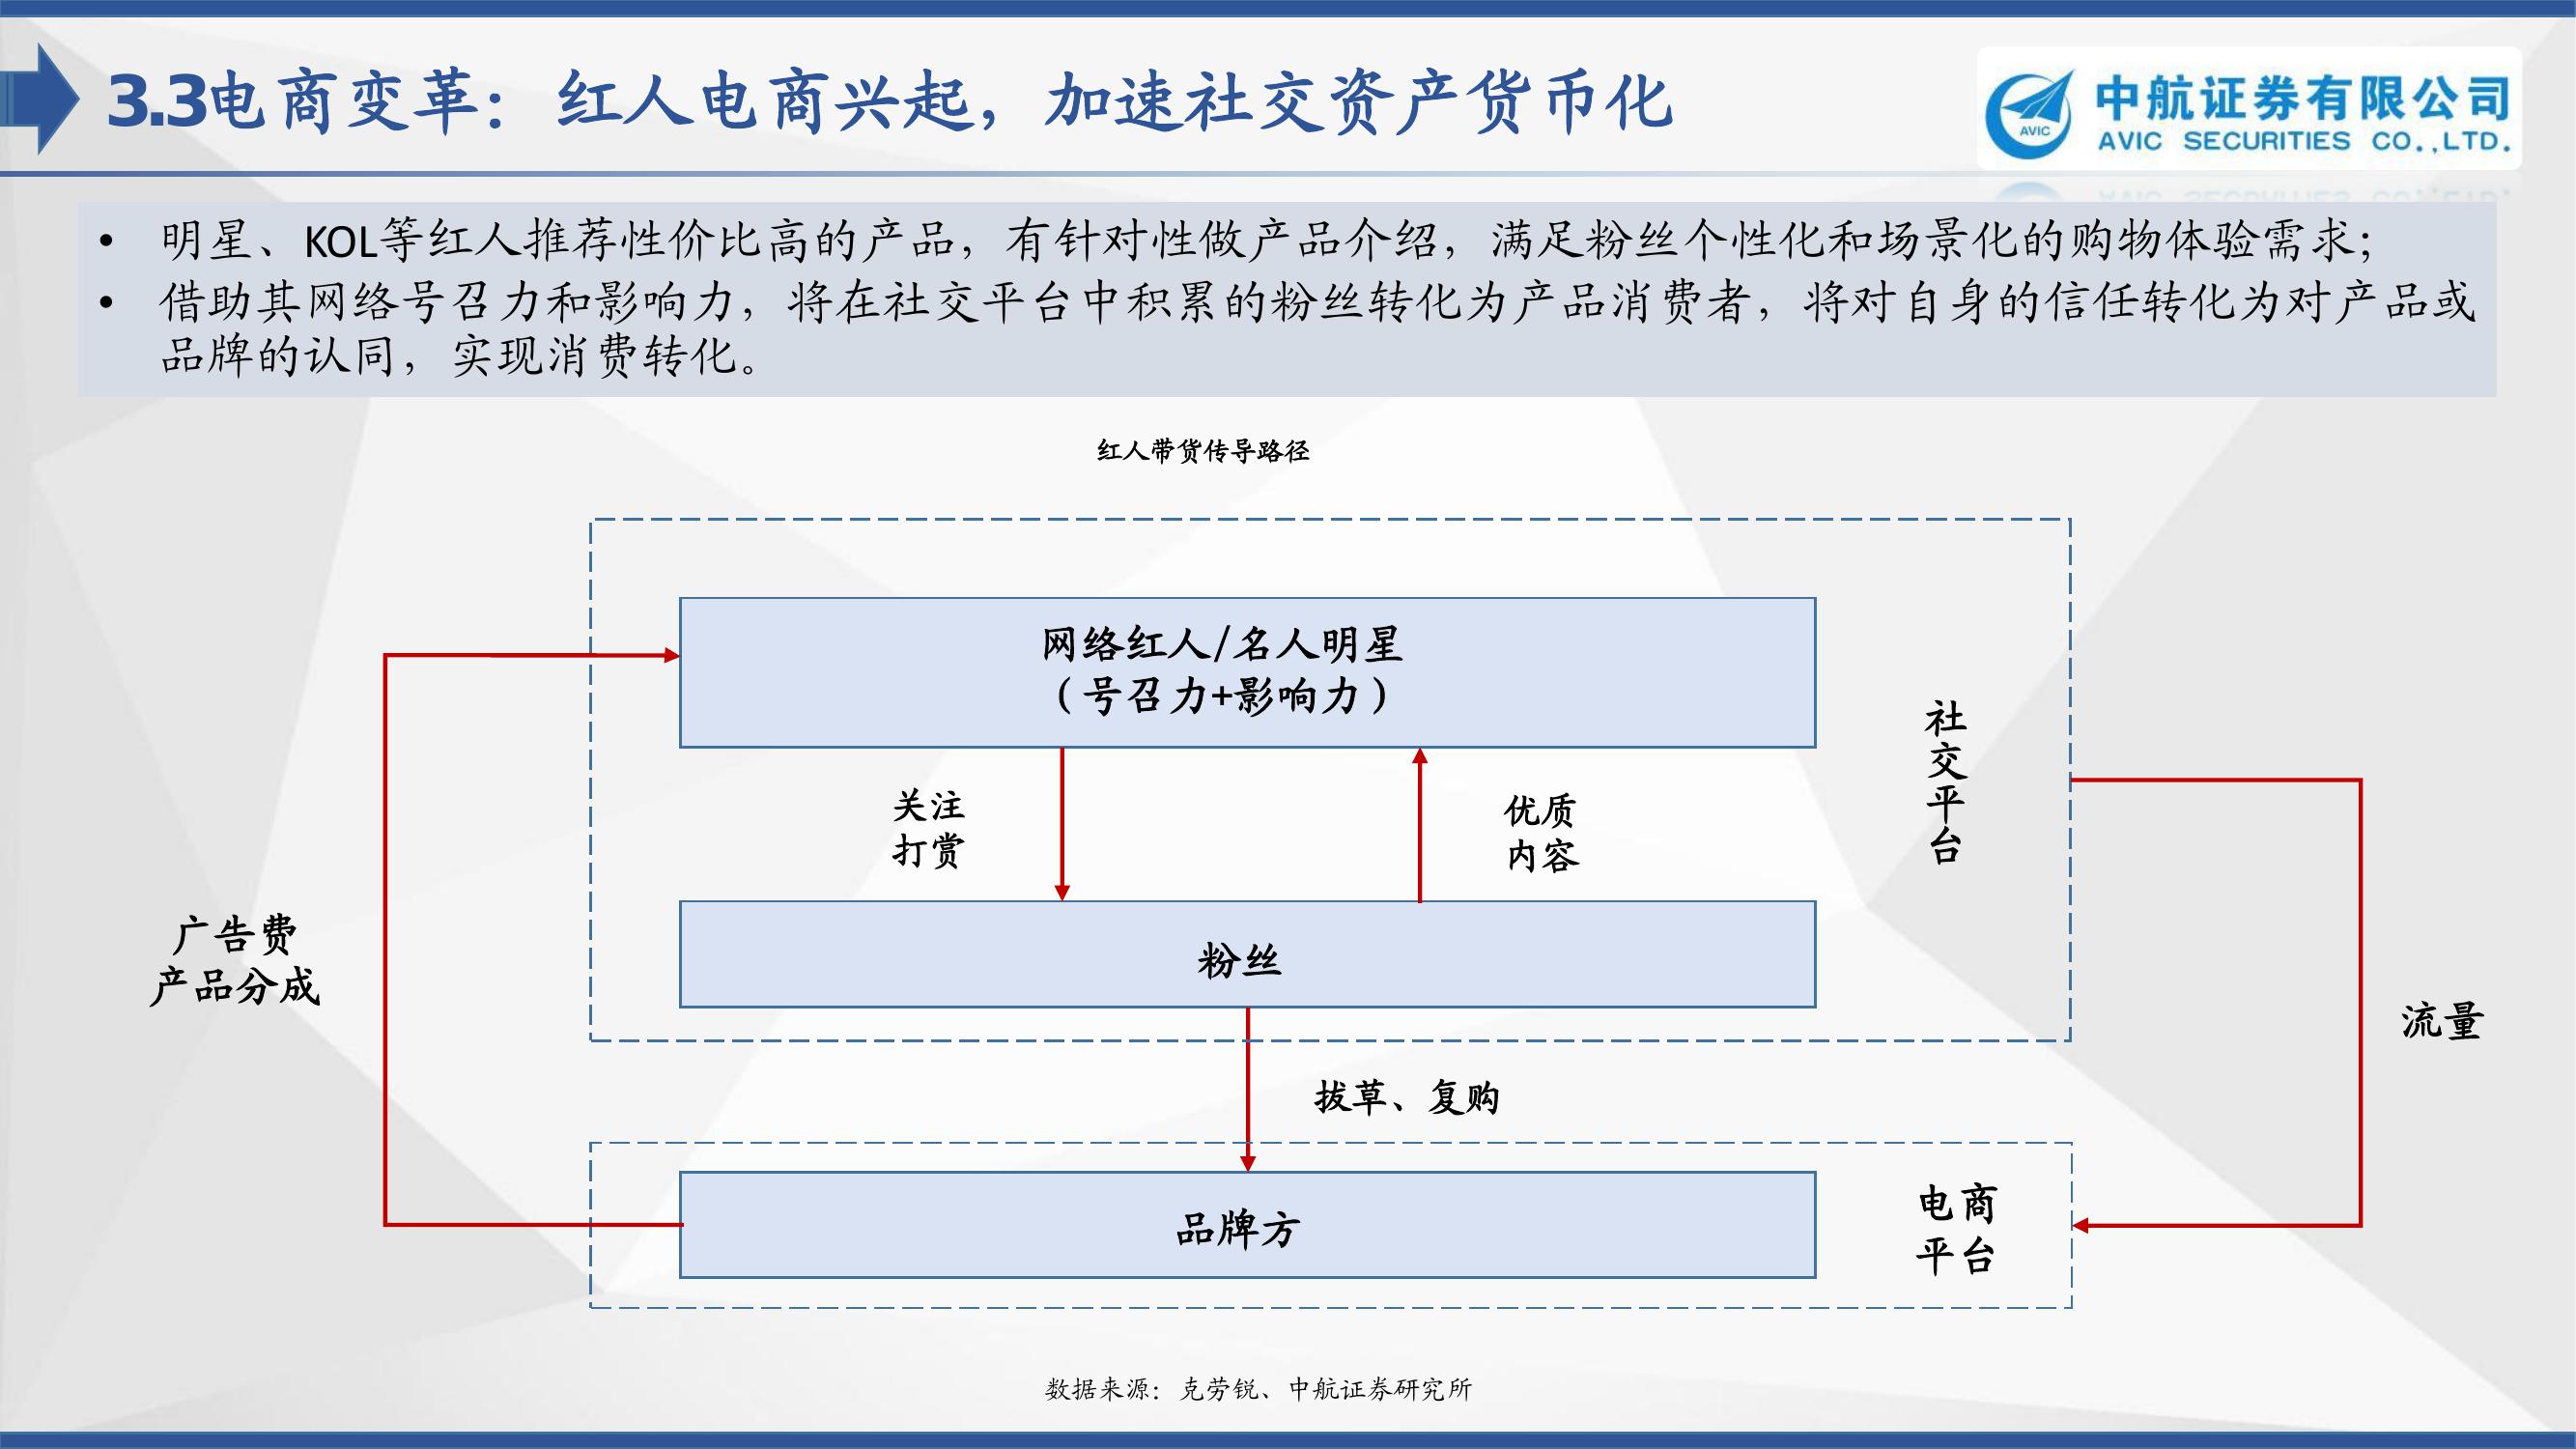 3.3电商变革：红人电商兴起，加速社交资产货币化
中航证券有限公司
AVIC
AVIC SECURITIES CO.,LTD.
• 明星、KOL等红人推荐性价比高的产品，有针对性做产品介绍，满足粉丝个性化和场景化的购物体验需求；
• 借助其网络号召力和影响力，将在社交平台中积累的粉丝转化为产品消费者，将对自身的信任转化为对产品或
品牌的认同，实现消费转化。
红人带货传导路径
网络红人/名人明星
（号召力+影响力）
社
交
平
台
关注
打赏
优质
内容
广告费
产品分成
粉丝
流量
拔草、复购
品牌方
电商
平台
数据来源：克劳锐、中航证券研究所